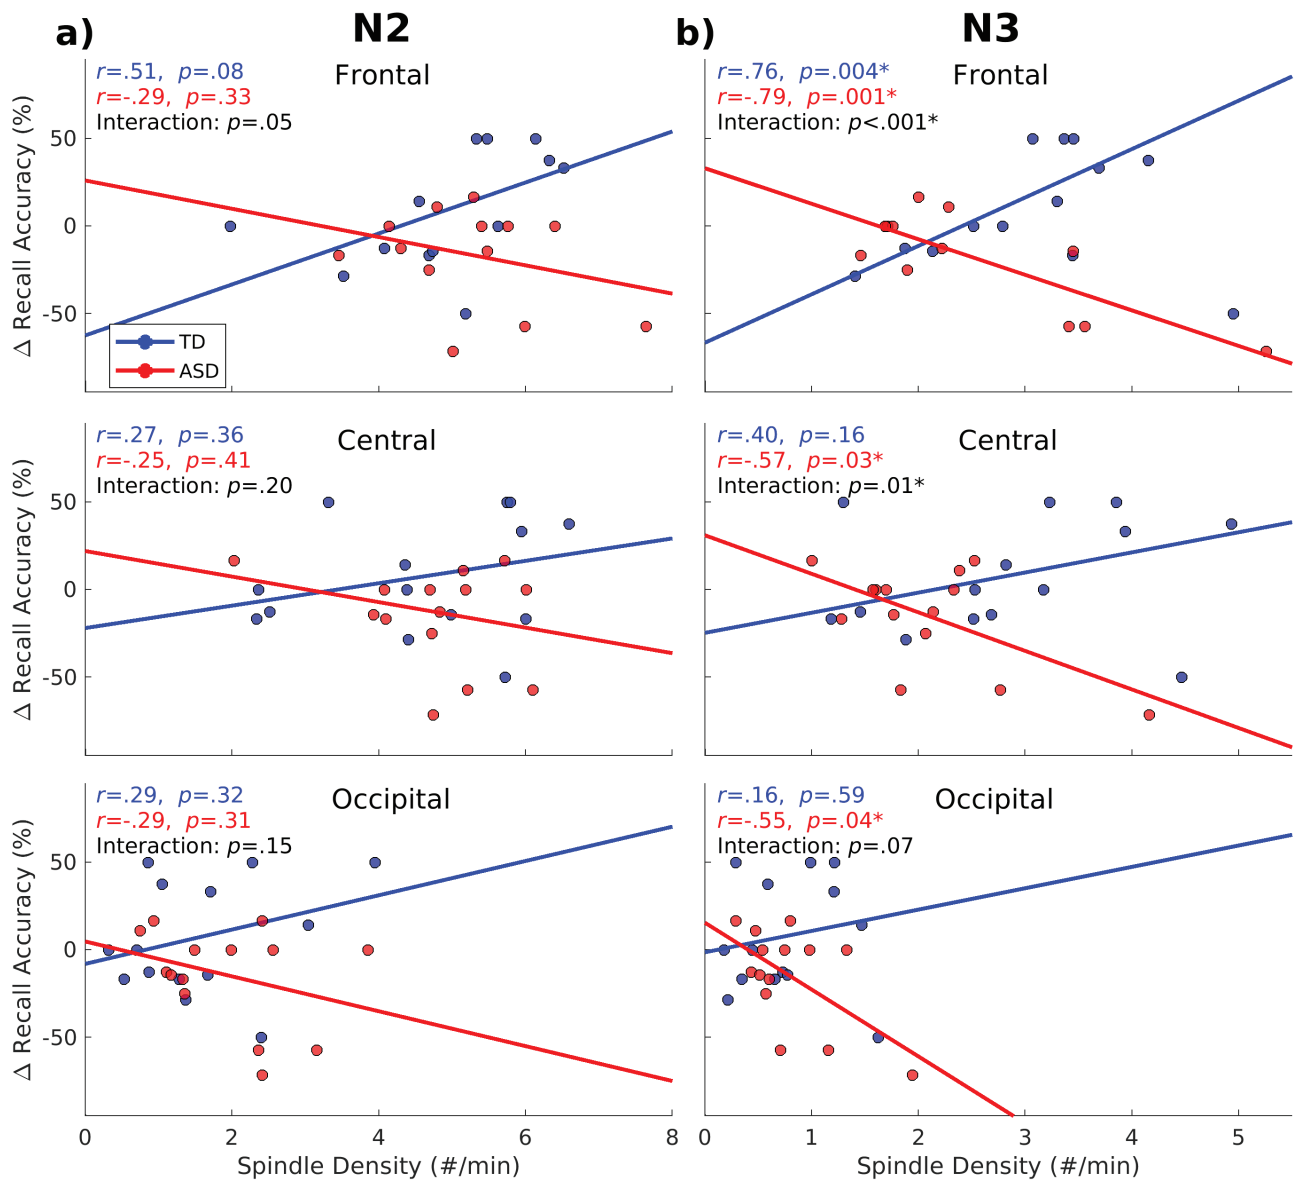 a) N2
b) N3
r=.51, p=.08
r=-.29, p=.33
Interaction: p=.05
Frontal
Δ Recall Accuracy (%)
50
0
-50
TD
ASD
r=.76, p=.004*
r=-.79, p=.001*
Interaction: p<.001*
Frontal
r=.27, p=.36
r=-.25, p=.41
Interaction: p=.20
Central
Δ Recall Accuracy (%)
50
0
-50
r=.40, p=.16
r=-.57, p=.03*
Interaction: p=.01*
Central
r=.29, p=.32
r=-.29, p=.31
Interaction: p=.15
Occipital
Δ Recall Accuracy (%)
50
0
-50
0 2 4 6 8
Spindle Density (#/min)
r=.16, p=.59
r=-.55, p=.04*
Interaction: p=.07
Occipital
0 1 2 3 4 5
Spindle Density (#/min)